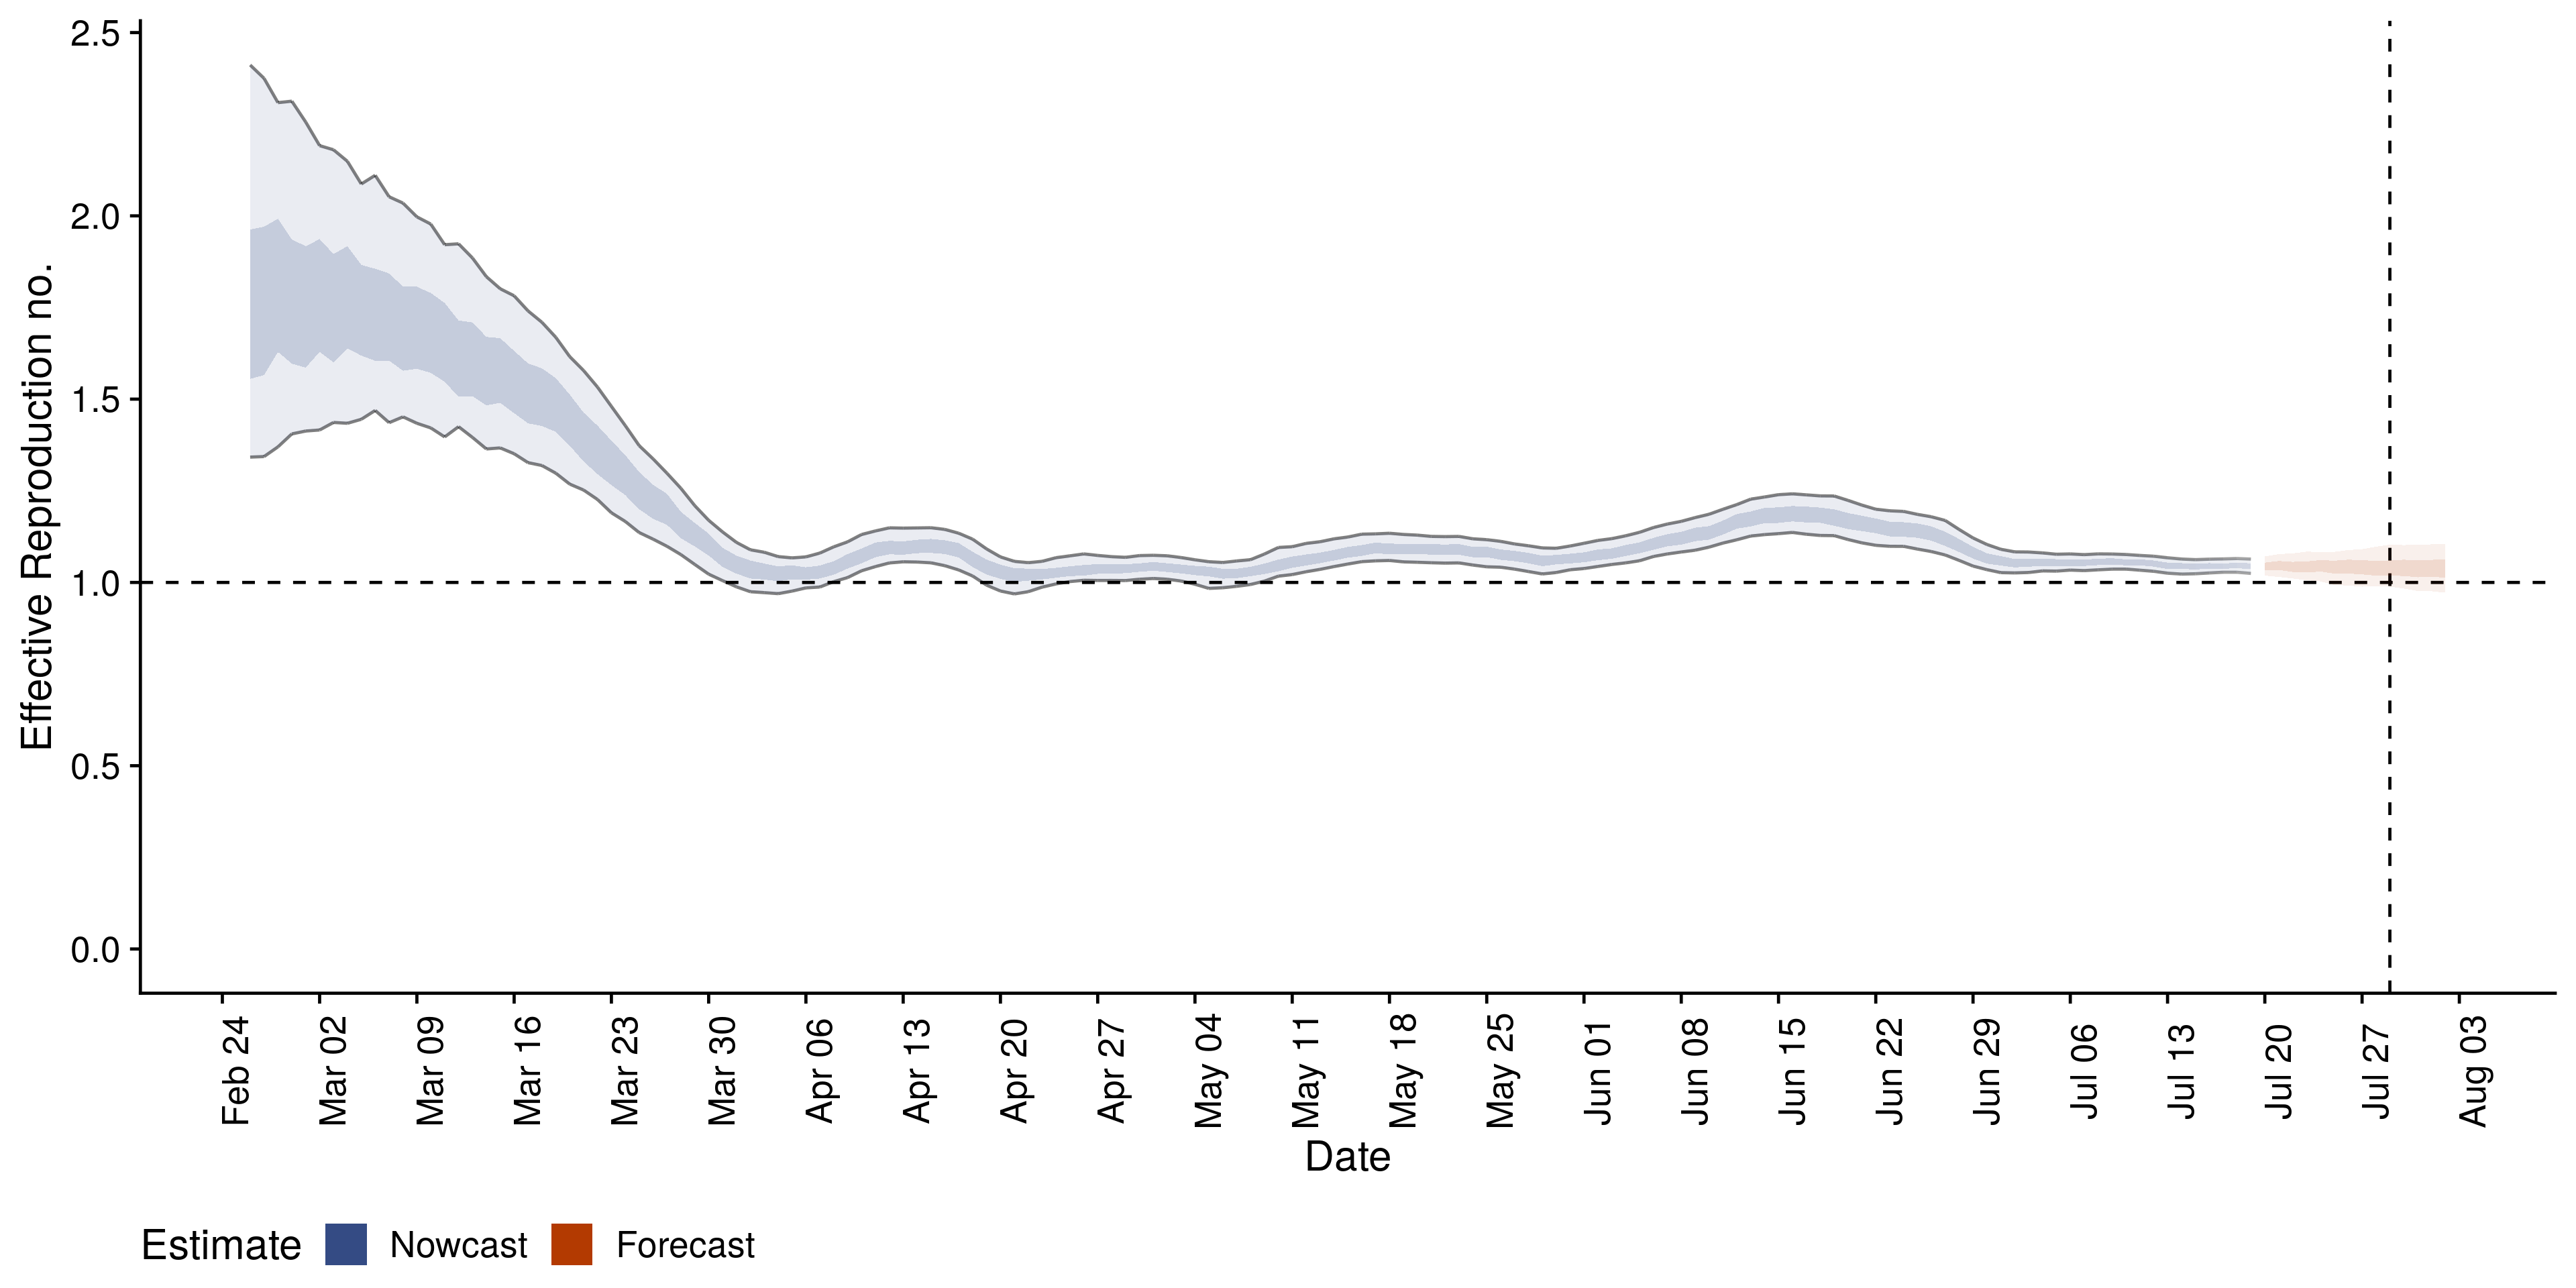 Effective Reproduction no.
2.5
2.0
1.5
1.0
0.5
0.0
Feb 24
Mar 02
Mar 09
Mar 16
Mar 23
Mar 30
Apr 06
Apr 13
Apr 20
Apr 27
May 04
May 11
May 18
May 25
Jun 01
Jun 08
Jun 15
Jun 22
Jun 29
Jul 06
Jul 13
Jul 20
Jul 27
Aug 03
Date
Estimate Nowcast Forecast